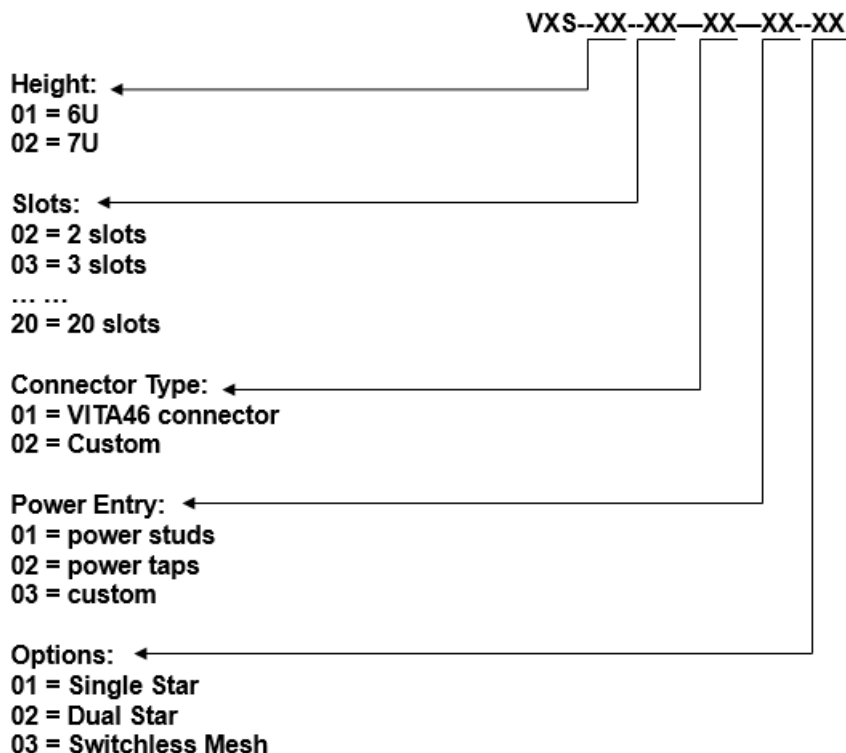 VXS--XX--XX—XX—XX--XX
Height:
01 = 6U
02 = 7U
Slots:
02 = 2 slots
03 = 3 slots
... ...
20 = 20 slots
Connector Type:
01 = VITA46 connector
02 = Custom
Power Entry:
01 = power studs
02 = power taps
03 = custom
Options:
01 = Single Star
02 = Dual Star
03 = Switchless Mesh